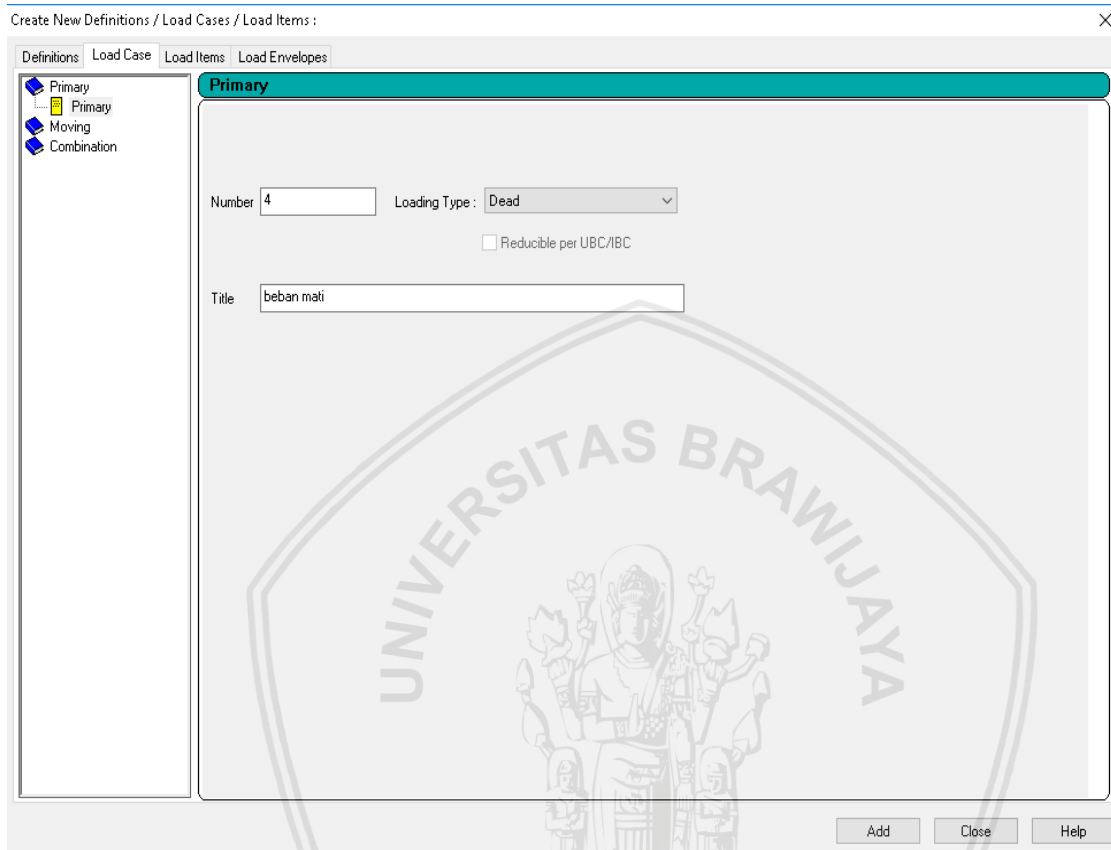 Create New Definitions / Load Cases / Load Items :
Definitions Load Case Load Items Load Envelopes
Primary
Primary
Moving
Combination
Primary
Number 4 Loading Type : Dead
Reducible per UBC/IBC
Title beban mati
UNIVERSITAS BRAWIJAYA
Add Close Help